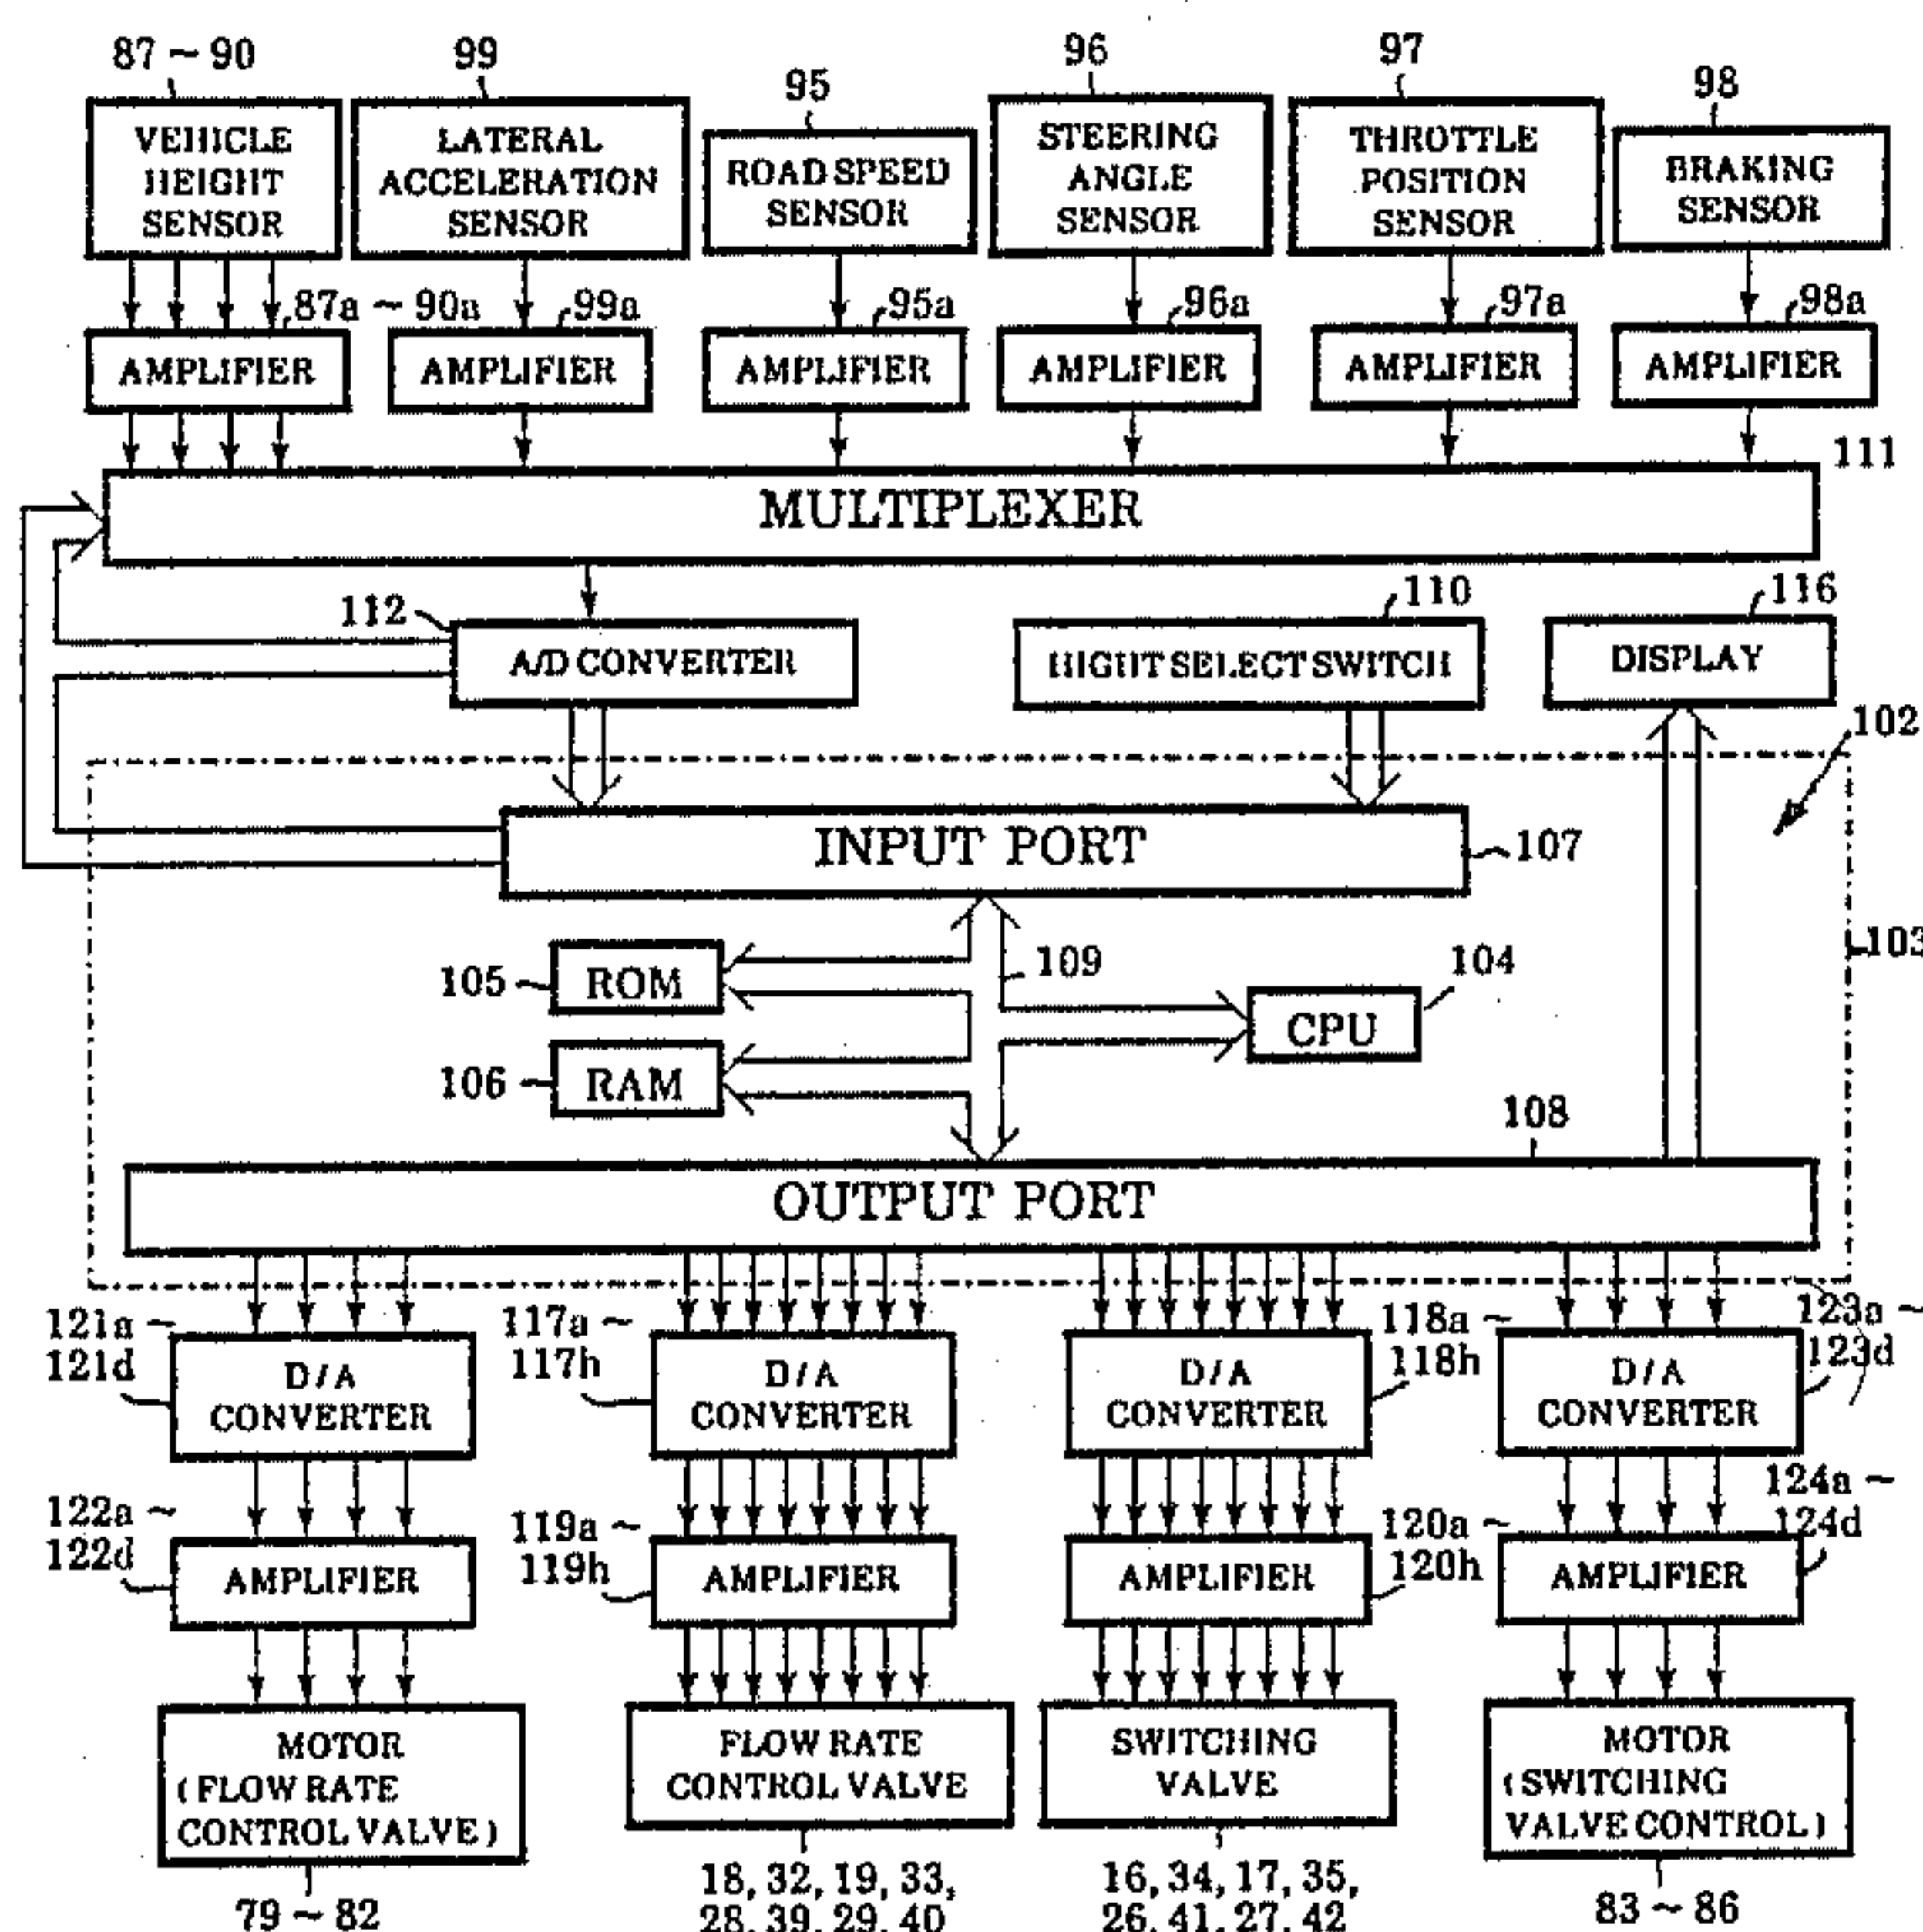 87 ~ 90
99
95
96
97
98
VEHICLE
HEIGHT
SENSOR
LATERAL
ACCELERATION
SENSOR
ROAD SPEED
SENSOR
STEERING
ANGLE
SENSOR
THROTTLE
POSITION
SENSOR
BRAKING
SENSOR
87a ~ 90a
99a
95a
96a
97a
98a
AMPLIFIER
AMPLIFIER
AMPLIFIER
AMPLIFIER
AMPLIFIER
AMPLIFIER
111
MULTIPLEXER
112
110
116
A/D CONVERTER
HIGHT SELECT SWITCH
DISPLAY
102
INPUT PORT
107
103
105
ROM
109
104
CPU
106
RAM
108
OUTPUT PORT
121a ~
121d
D/A
CONVERTER
117a ~
117h
D/A
CONVERTER
118a ~
118h
D/A
CONVERTER
123a ~
123d
D/A
CONVERTER
122a ~
122d
AMPLIFIER
119a ~
119h
AMPLIFIER
120a ~
120h
AMPLIFIER
124a ~
124d
AMPLIFIER
MOTOR
(FLOW RATE
CONTROL VALVE)
FLOW RATE
CONTROL VALVE
SWITCHING
VALVE
MOTOR
(SWITCHING
VALVE CONTROL)
79 ~ 82
18, 32, 19, 33,
28, 39, 29, 40
16, 34, 17, 35,
26, 41, 27, 42
83 ~ 86